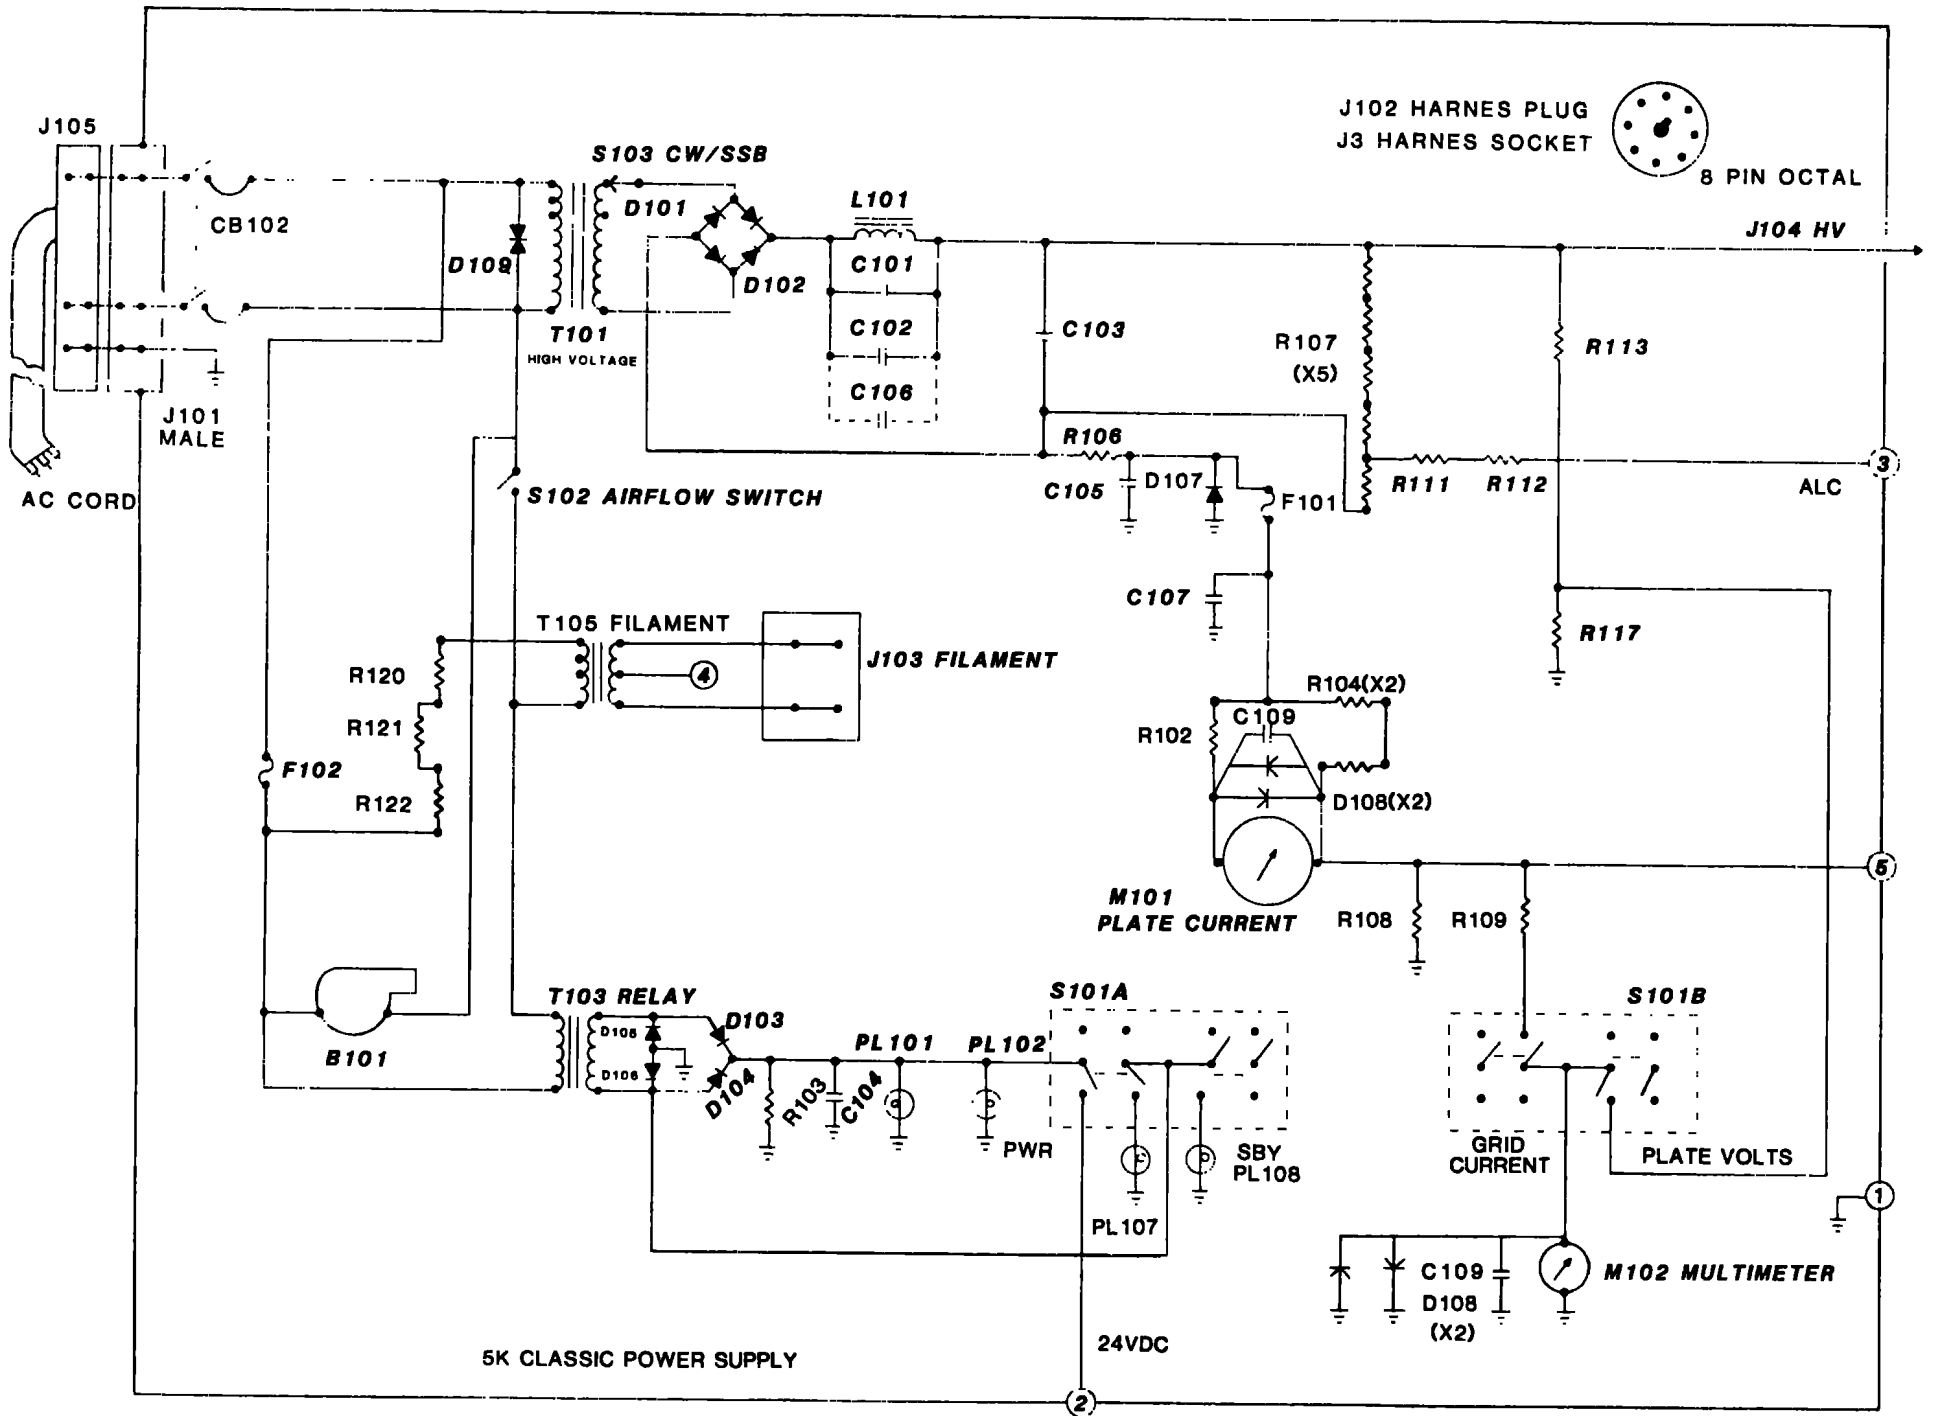 J102 HARNES PLUG
J3 HARNES SOCKET
8 PIN OCTAL
J105
S103 CW/SSB
D101
L101
J104 HV
CB102
D109
C101
D102
T101
HIGH VOLTAGE
C102
C103
R107
(X5)
R113
C106
J101
MALE
R106
3
AC CORD
S102 AIRFLOW SWITCH
C105
D107
F101
R111
R112
ALC
C107
T105 FILAMENT
R117
J103 FILAMENT
4
R120
R104(X2)
C109
R121
R102
F102
R122
D108(X2)
5
M101
PLATE CURRENT
R108
R109
T103 RELAY
S101A
S101B
D105
D103
B101
PL101
PL102
D106
D104
R103
C104
PWR
SBY
PL108
GRID
CURRENT
PLATE VOLTS
1
PL107
C109
D108
(X2)
M102 MULTIMETER
24VDC
5K CLASSIC POWER SUPPLY
2